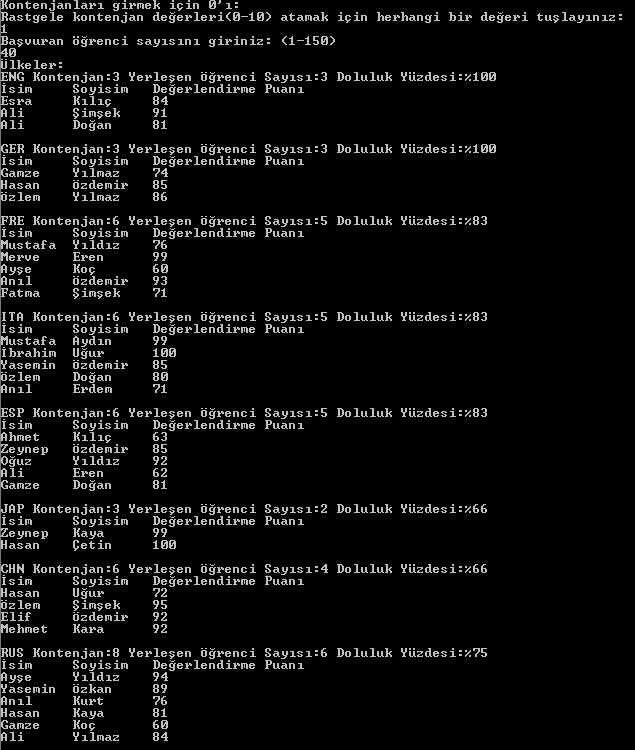 Kontenjanları girmek için 0'ı:
Rastgele kontenjan değerleri(0-10) atamak için herhangi bir değeri tuşlayınız:
1
Başvuran öğrenci sayısını giriniz: (1-150)
40
Ülkeler:
ENG Kontenjan:3 Yerleşen öğrenci Sayısı:3 Doluluk Yüzdesi:%100
İsim Soyisim Değerlendirme Puanı
Esra Kılıç 84
Ali Şimşek 91
Ali Doğan 81
GER Kontenjan:3 Yerleşen öğrenci Sayısı:3 Doluluk Yüzdesi:%100
İsim Soyisim Değerlendirme Puanı
Gamze Yılmaz 74
Hasan özdemir 85
özlem Yılmaz 86
FRE Kontenjan:6 Yerleşen öğrenci Sayısı:5 Doluluk Yüzdesi:%83
İsim Soyisim Değerlendirme Puanı
Mustafa Yıldız 76
Merve Eren 99
Ayşe Koç 60
Anıl özdemir 93
Fatma Şimşek 71
ITA Kontenjan:6 Yerleşen öğrenci Sayısı:5 Doluluk Yüzdesi:%83
İsim Soyisim Değerlendirme Puanı
Mustafa Aydın 99
İbrahim Uğur 100
Yasemin özdemir 85
özlem Doğan 80
Anıl Erdem 71
ESP Kontenjan:6 Yerleşen öğrenci Sayısı:5 Doluluk Yüzdesi:%83
İsim Soyisim Değerlendirme Puanı
Ahmet Kılıç 63
Zeynep özdemir 85
Oğuz Yıldız 92
Ali Eren 62
Gamze Doğan 81
JAP Kontenjan:3 Yerleşen öğrenci Sayısı:2 Doluluk Yüzdesi:%66
İsim Soyisim Değerlendirme Puanı
Zeynep Kaya 99
Hasan Çetin 100
CHN Kontenjan:6 Yerleşen öğrenci Sayısı:4 Doluluk Yüzdesi:%66
İsim Soyisim Değerlendirme Puanı
Hasan Uğur 72
özlem Şimşek 95
Elif özdemir 92
Mehmet Kara 92
RUS Kontenjan:8 Yerleşen öğrenci Sayısı:6 Doluluk Yüzdesi:%75
İsim Soyisim Değerlendirme Puanı
Ayşe Yıldız 94
Yasemin özkan 89
Anıl Kurt 76
Hasan Kaya 81
Gamze Koç 60
Ali Yılmaz 84